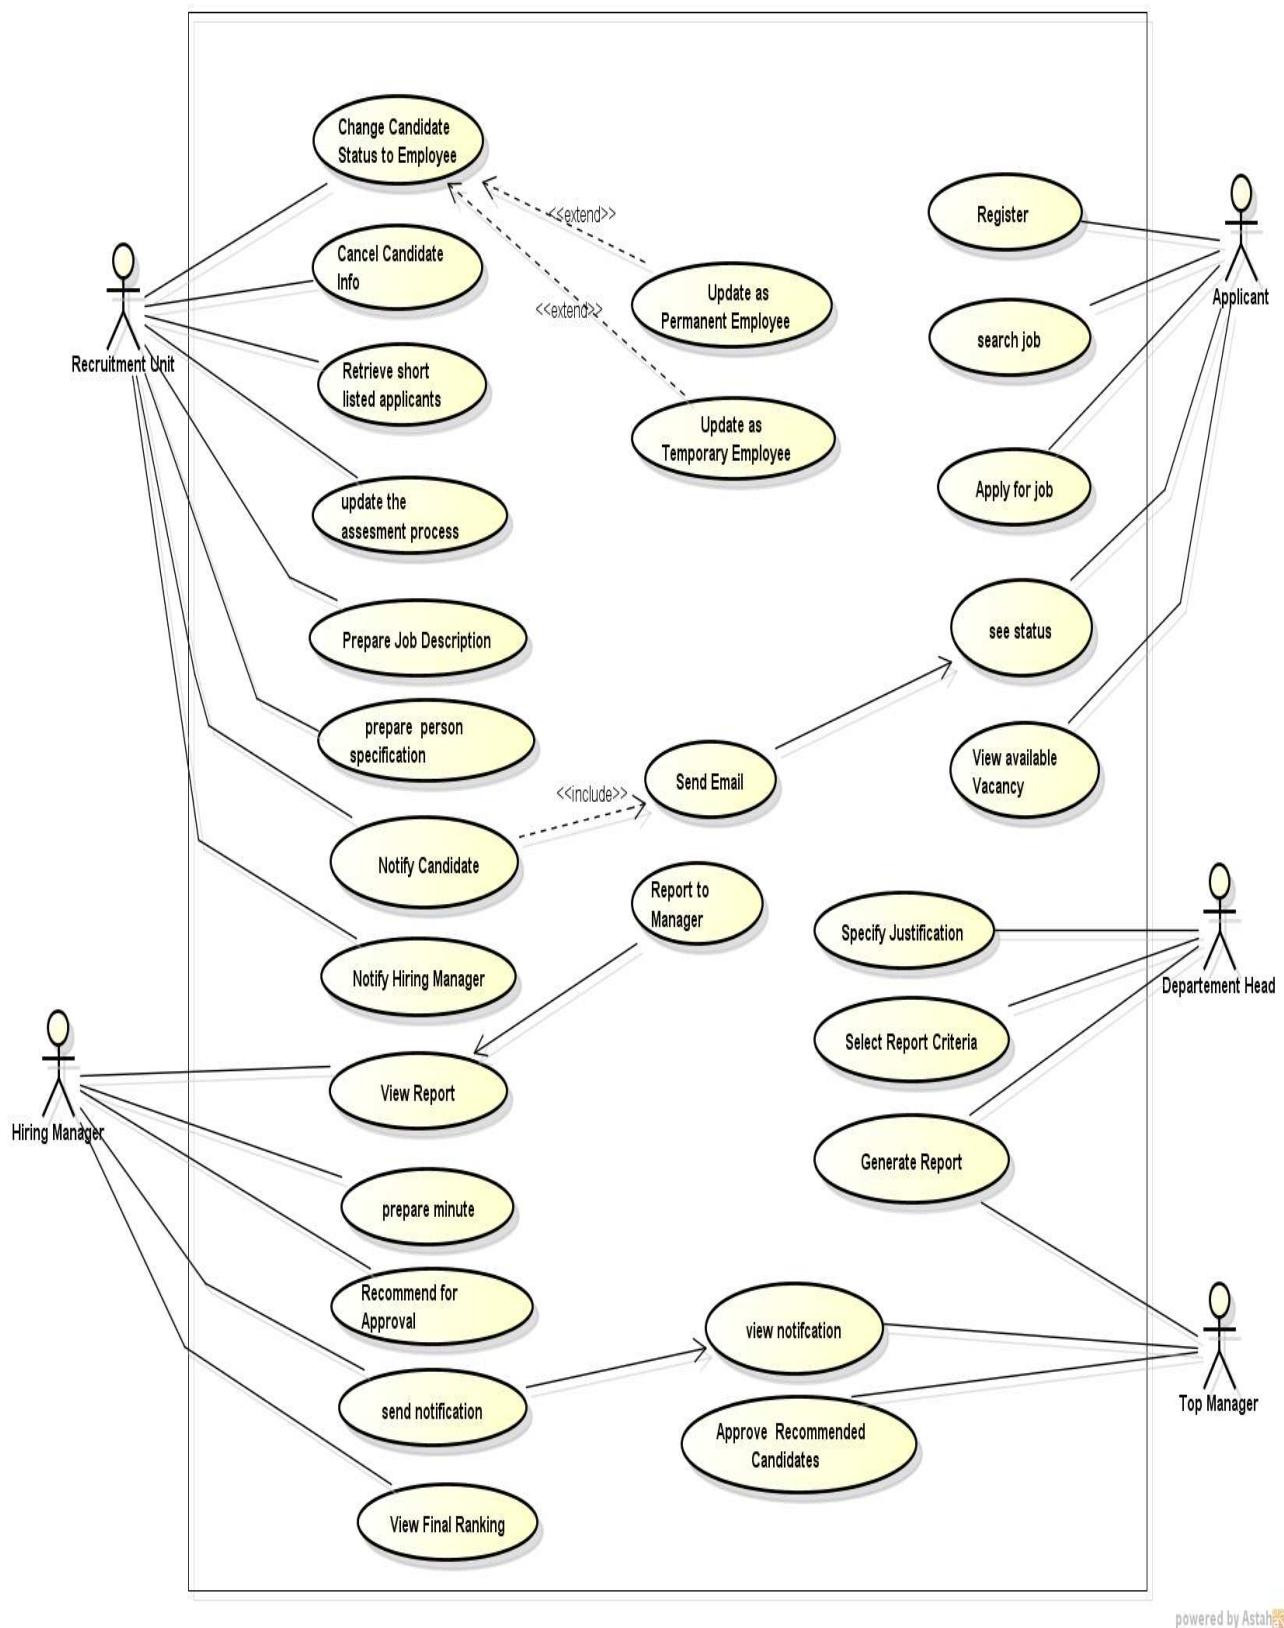 Change Candidate
Status to Employee
<<extend>>
Register
Cancel Candidate
Info
Update as
Permanent Employee
Applicant
<<extend>>
search job
Recruitment Unit
Retrieve short
listed applicants
Update as
Temporary Employee
Apply for job
update the
assesment process
Prepare Job Description
see status
prepare person
specification
Send Email
View available
Vacancy
<<include>>
Notify Candidate
Report to
Manager
Specify Justification
Notify Hiring Manager
Departement Head
Select Report Criteria
View Report
Hiring Manager
Generate Report
prepare minute
Recommend for
Approval
view notifcation
Top Manager
send notification
Approve Recommended
Candidates
View Final Ranking
powered by Astah